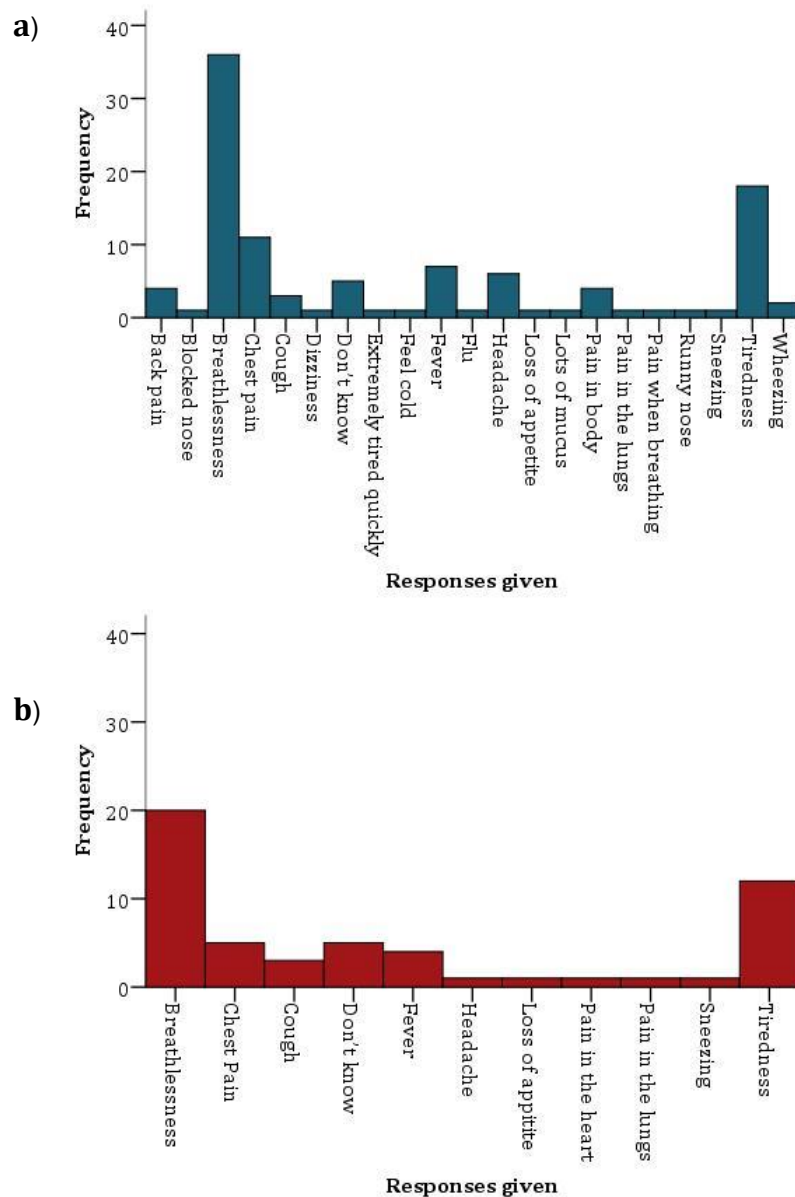 a)
Frequency
40
30
20
10
0
Back pain
Blocked nose
Breathlessness
Chest pain
Cough
Dizziness
Don't know
Extremely tired quickly
Feel cold
Fever
Flu
Headache
Loss of appetite
Lots of mucus
Pain in body
Pain in the lungs
Pain when breathing
Runny nose
Sneezing
Tiredness
Wheezing
Responses given
b)
Frequency
40
30
20
10
0
Breathlessness
Chest Pain
Cough
Don't know
Fever
Headache
Loss of appitite
Pain in the heart
Pain in the lungs
Sneezing
Tiredness
Responses given